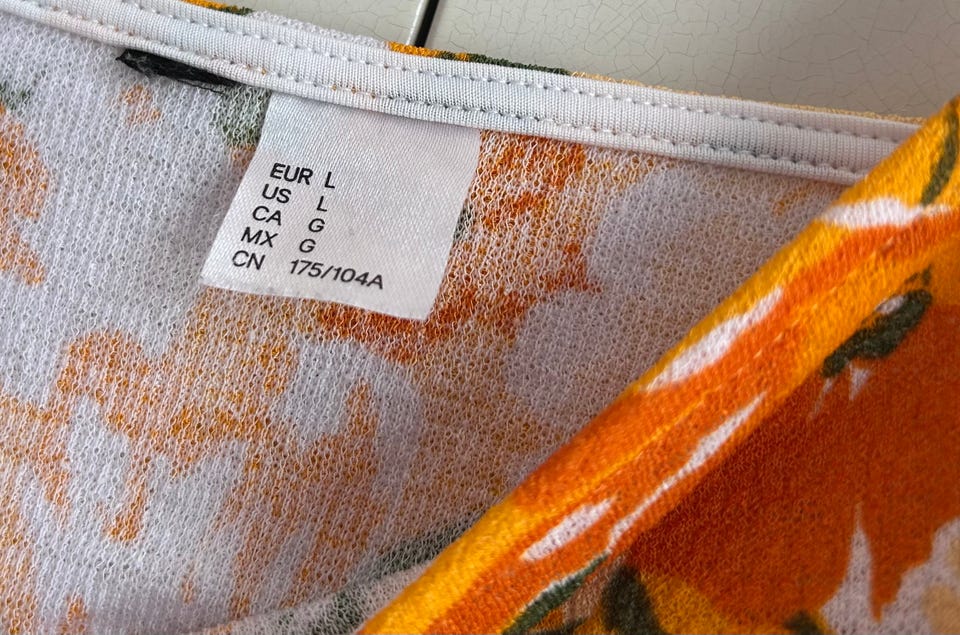 EUR L
US L
CA G
MX G
CN 175/104A